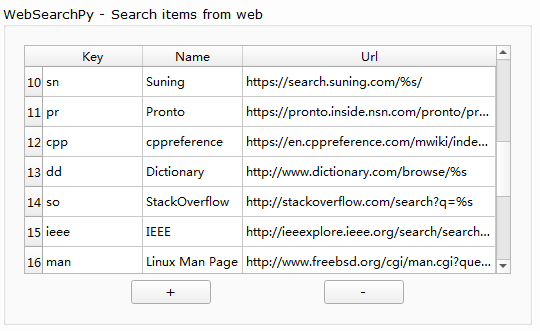 WebSearchPy - Search items from web
Key Name Url
10 sn Suning https://search.suning.com/%s/
11 pr Pronto https://pronto.inside.nsn.com/pronto/pr...
12 cpp cppreference https://en.cppreference.com/mwiki/inde...
13 dd Dictionary http://www.dictionary.com/browse/%s
14 so StackOverflow http://stackoverflow.com/search?q=%s
15 ieee IEEE http://ieeexplore.ieee.org/search/search...
16 man Linux Man Page http://www.freebsd.org/cgi/man.cgi?que...
+ -